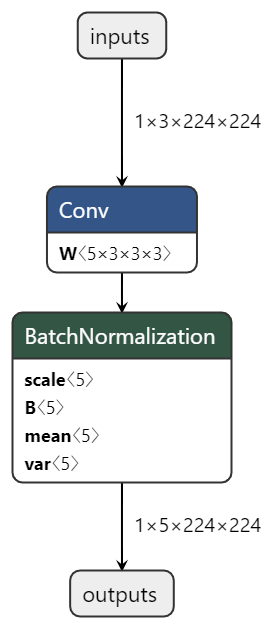 inputs
1×3×224×224
Conv
W〈5×3×3×3〉
BatchNormalization
scale〈5〉
B〈5〉
mean〈5〉
var〈5〉
1×5×224×224
outputs